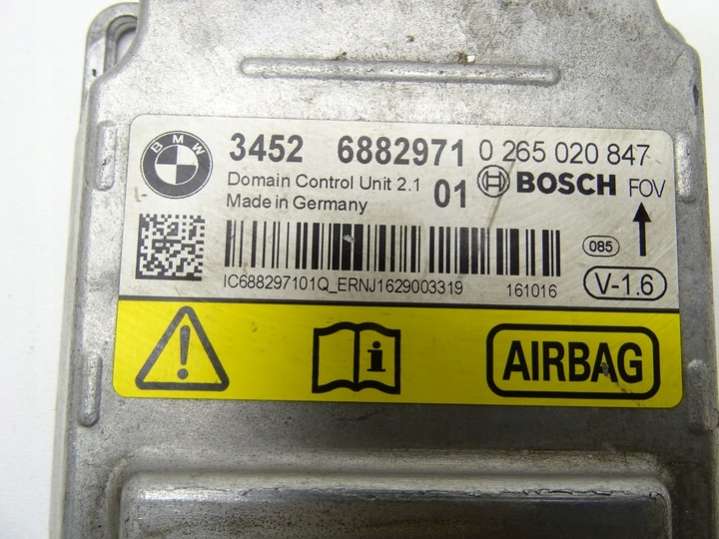 BMW
3452 6882971 0 265 020 847
Domain Control Unit 2.1 01 BOSCH FOV
Made in Germany
085
IC688297101Q_ERNJ1629003319 161016 V-1.6
AIRBAG